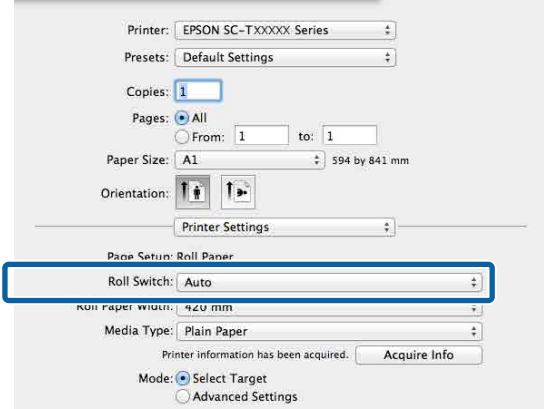 Printer: EPSON SC-TXXXXX Series
Presets: Default Settings
Copies: 1
Pages: All
From: 1 to: 1
Paper Size: A1 594 by 841 mm
Orientation:
Printer Settings
Page Setup: Roll Paper
Roll Switch: Auto
Roll Paper Width: 420 mm
Media Type: Plain Paper
Printer information has been acquired. Acquire Info
Mode: Select Target
Advanced Settings